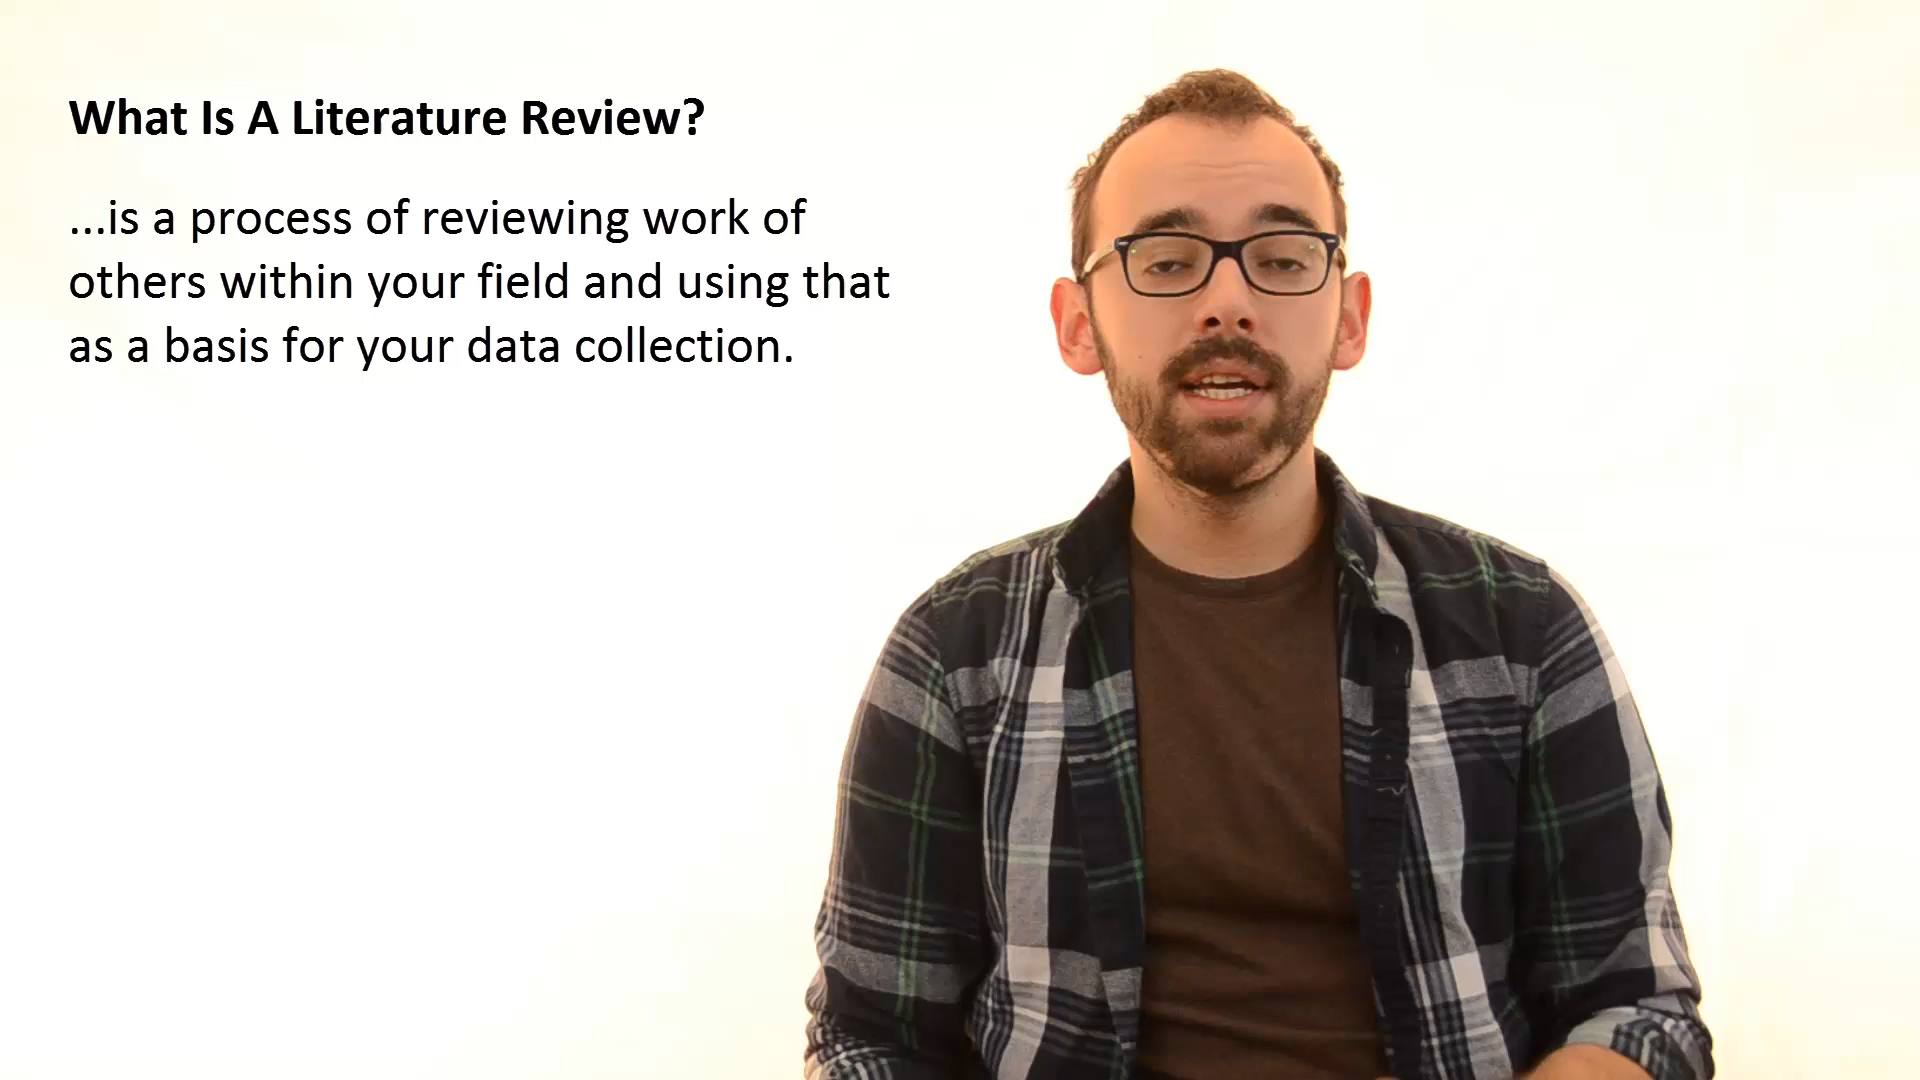 What Is A Literature Review?
...is a process of reviewing work of
others within your field and using that
as a basis for your data collection.